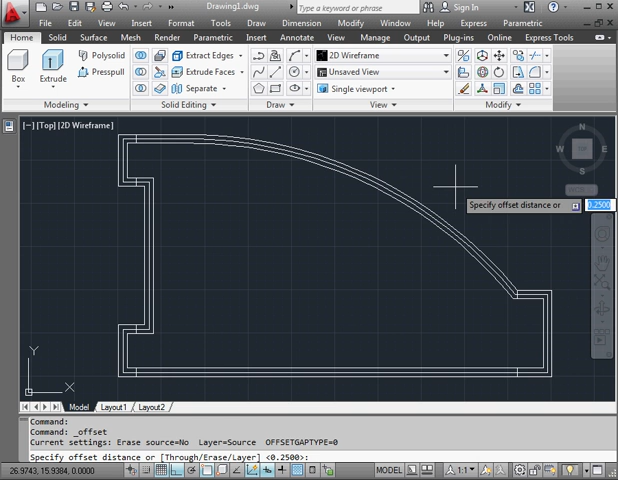 Drawing1.dwg
Type a keyword or phrase
Sign In
File Edit View Insert Format Tools Draw Dimension Modify Window Express Parametric
Home Solid Surface Mesh Render Parametric Insert Annotate View Manage Output Plug-ins Online Express Tools
Box
Extrude
Polysolid
Presspull
Extract Edges
Extrude Faces
Separate
2D Wireframe
Unsaved View
Single viewport
Modeling
Solid Editing
Draw
View
Modify
[−] [Top] [2D Wireframe]
N
W
E
S
Specify offset distance or
0.2500
Y
X
Model Layout1 Layout2
Command:
Command: _offset
Current settings: Erase source=No  Layer=Source  OFFSETGAPTYPE=0
Specify offset distance or [Through/Erase/Layer] <0.2500>:
26.9743, 15.9384, 0.0000
MODEL
1:1